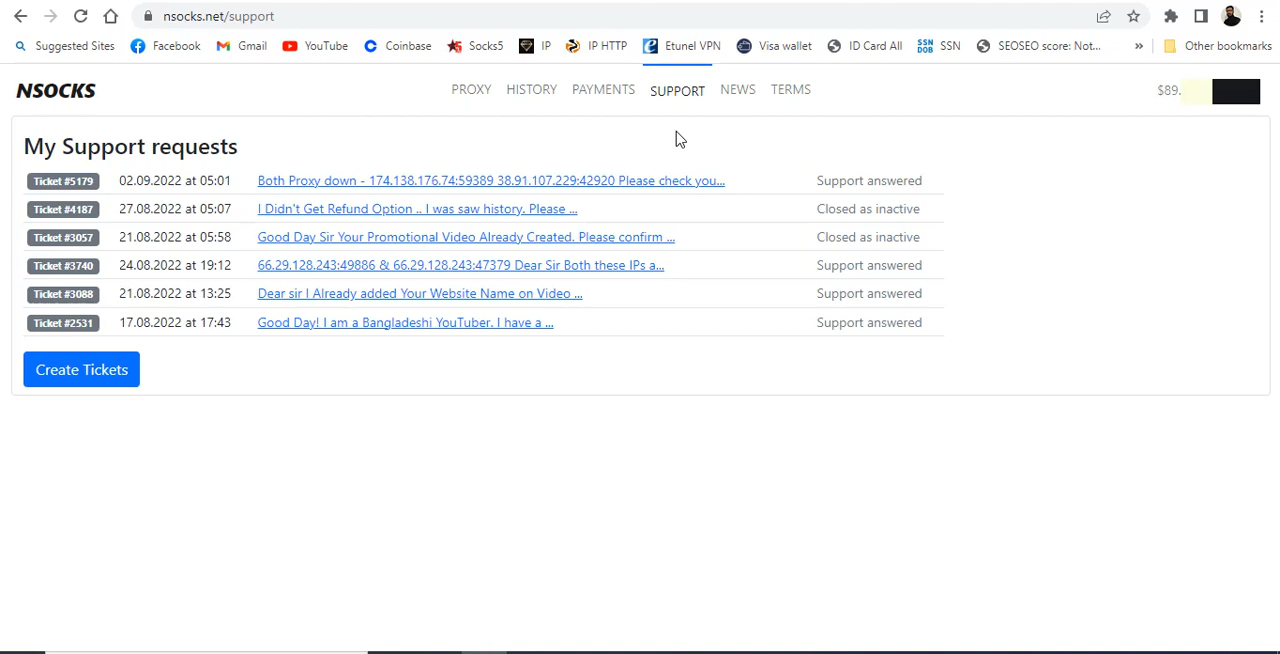 nsocks.net/support
Suggested Sites Facebook Gmail YouTube Coinbase Socks5 IP IP HTTP Etunel VPN Visa wallet ID Card All SSN DOB SSN SEOSEO score: Not... » Other bookmarks
NSOCKS PROXY HISTORY PAYMENTS SUPPORT NEWS TERMS $89.
My Support requests
Ticket #5179 02.09.2022 at 05:01 Both Proxy down - 174.138.176.74:59389 38.91.107.229:42920 Please check you... Support answered
Ticket #4187 27.08.2022 at 05:07 I Didn't Get Refund Option .. I was saw history. Please ... Closed as inactive
Ticket #3057 21.08.2022 at 05:58 Good Day Sir Your Promotional Video Already Created. Please confirm ... Closed as inactive
Ticket #3740 24.08.2022 at 19:12 66.29.128.243:49886 & 66.29.128.243:47379 Dear Sir Both these IPs a... Support answered
Ticket #3088 21.08.2022 at 13:25 Dear sir I Already added Your Website Name on Video ... Support answered
Ticket #2531 17.08.2022 at 17:43 Good Day! I am a Bangladeshi YouTuber. I have a ... Support answered
Create Tickets